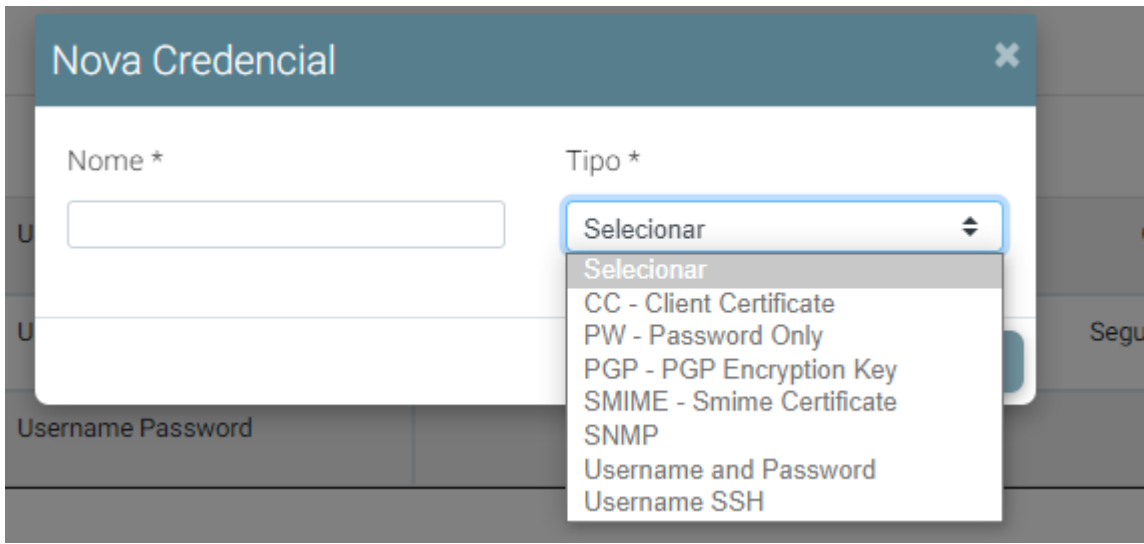 Nova Credencial
×
Nome *
Tipo *
Selecionar
Selecionar
CC - Client Certificate
PW - Password Only
PGP - PGP Encryption Key
SMIME - Smime Certificate
SNMP
Username and Password
Username SSH
U
U
Segu
Username Password